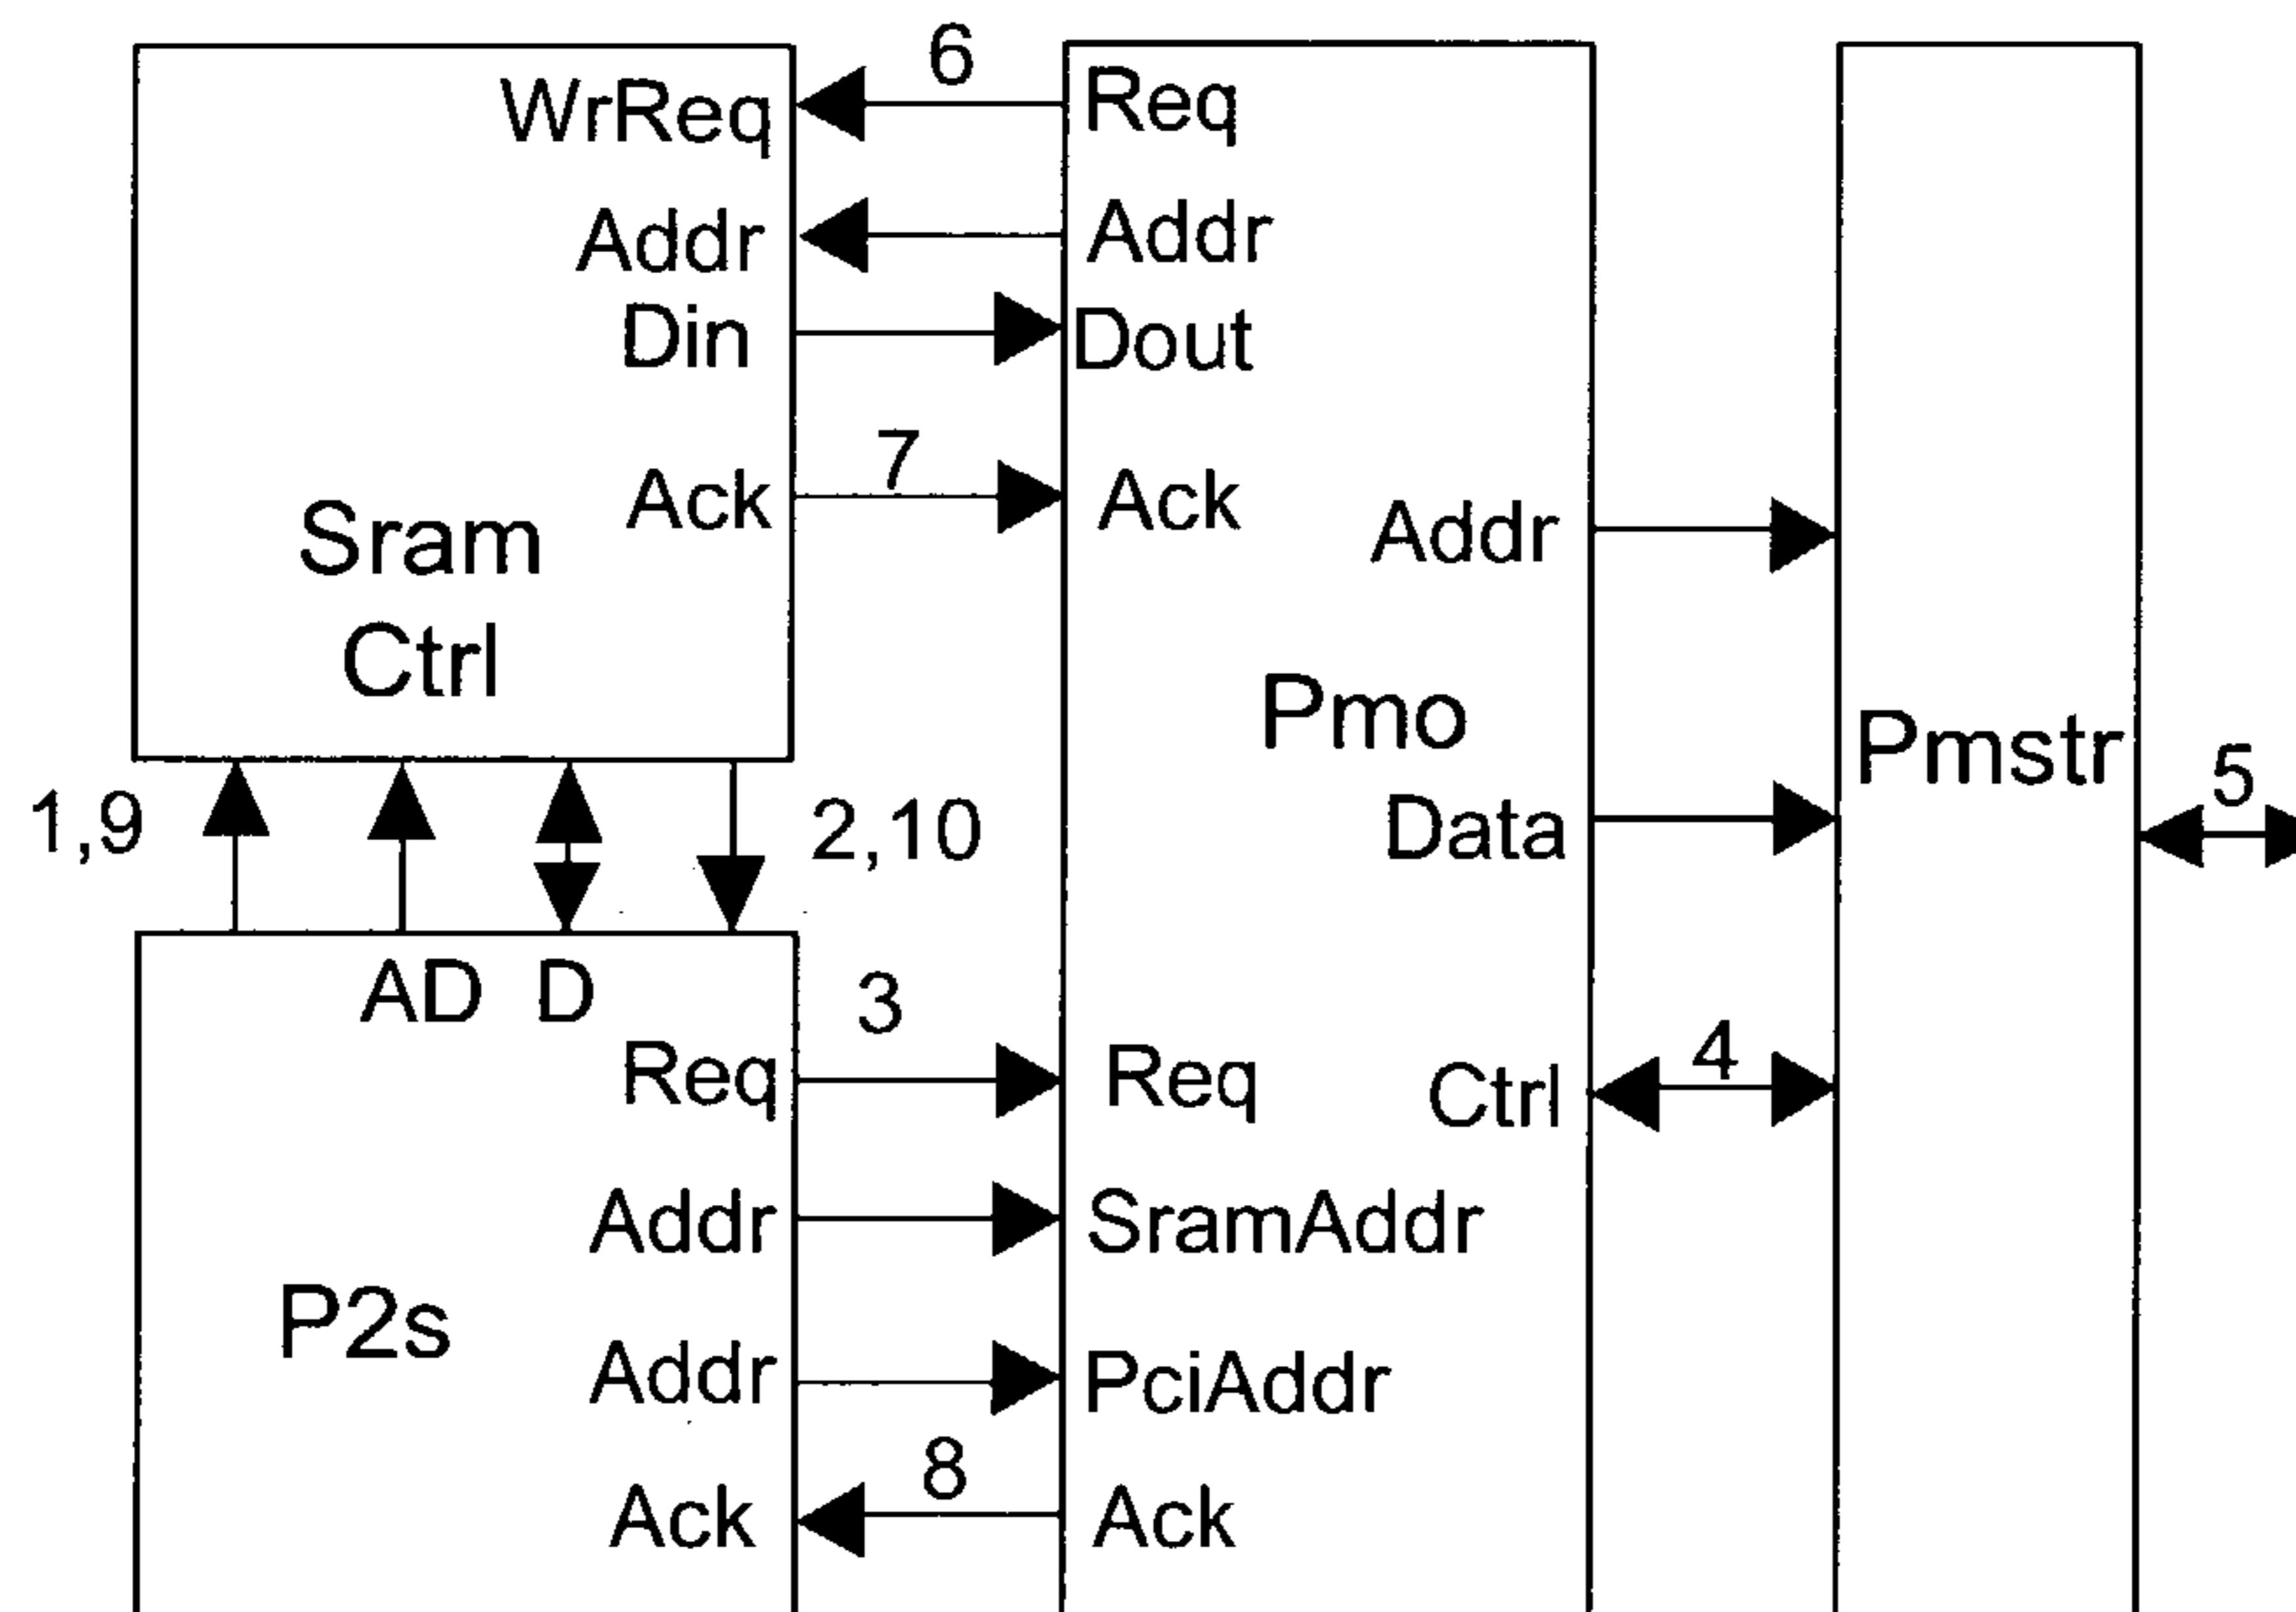 6
WrReq
Req
Addr
Addr
Din
Dout
7
Ack
Ack
Sram
Ctrl
Addr
Pmo
Pmstr
Data
5
1,9
2,10
AD D
3
Req
Req
Ctrl
4
Addr
SramAddr
P2s
Addr
PciAddr
8
Ack
Ack